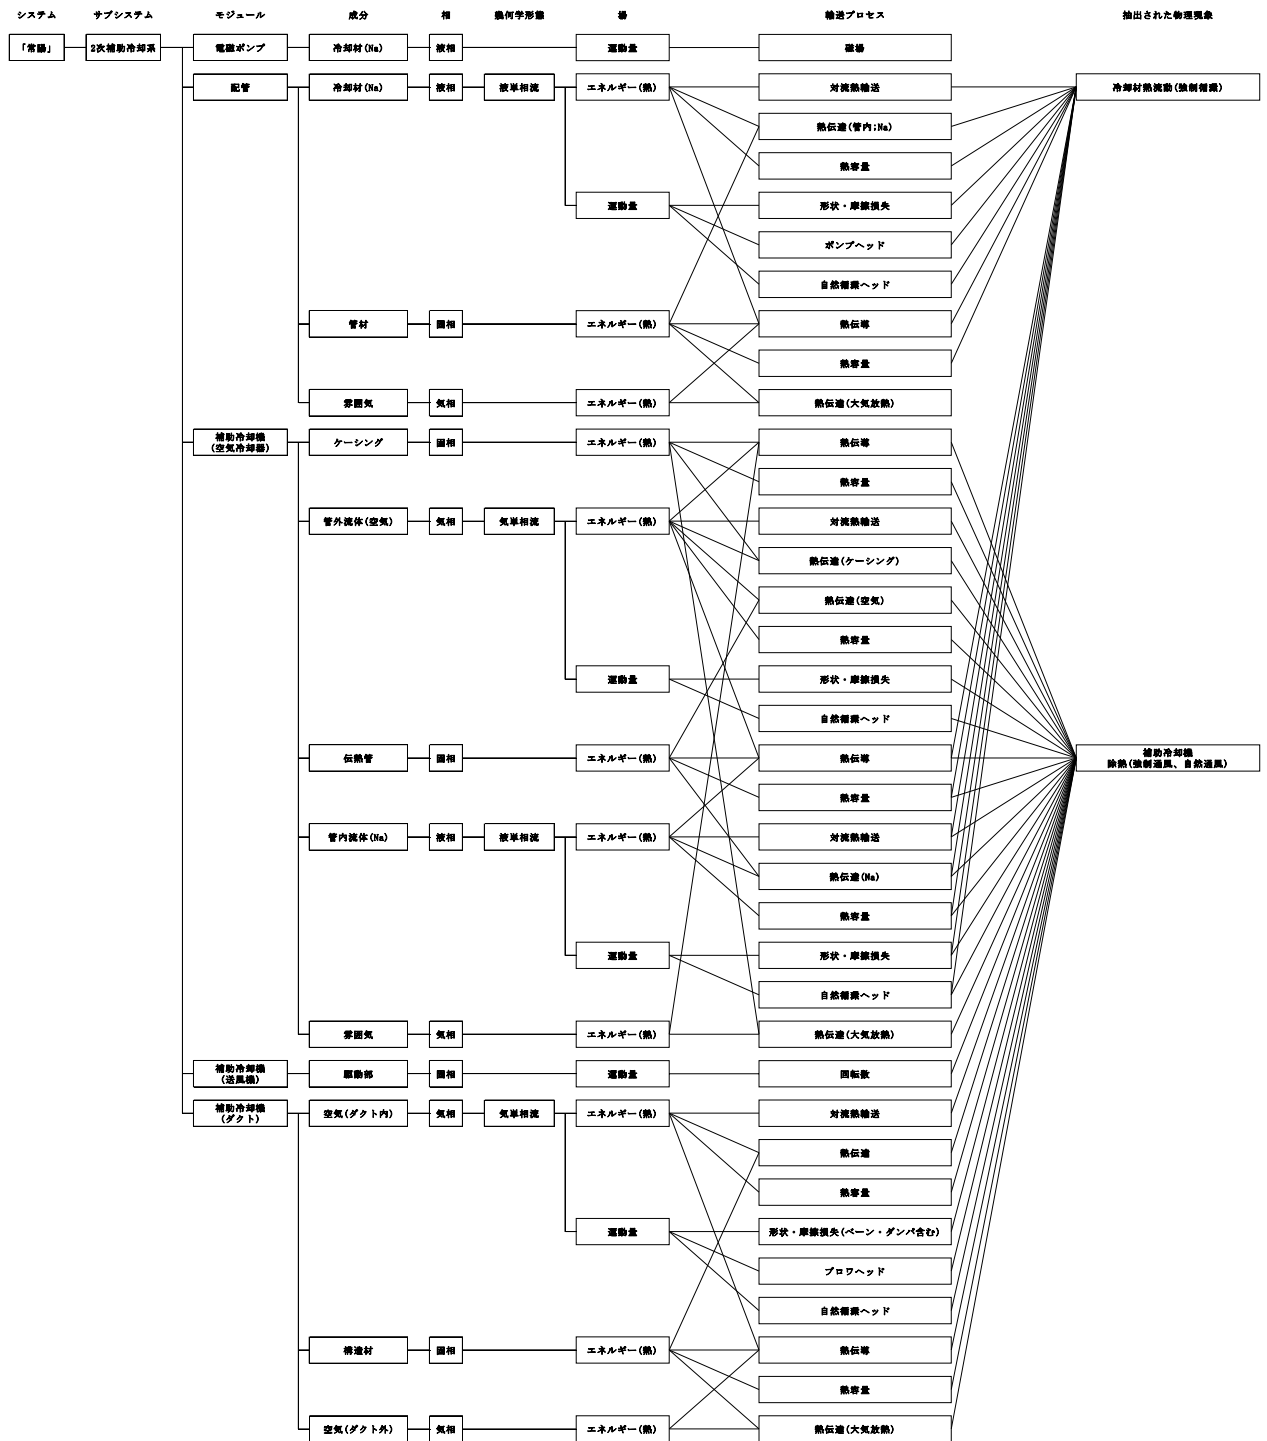 システム サブシステム モジュール 成分 相 幾何学形態 場 輸送プロセス 抽出された物理現象
「常陽」 2次補助冷却系 電磁ポンプ 冷却材(Na) 液相 運動量 磁場
配管 冷却材(Na) 液相 液単相流 エネルギー(熱) 対流熱輸送 冷却材熱流動(強制循環)
熱伝達(管内;Na)
熱容量
運動量 形状・摩擦損失
ポンプヘッド
自然循環ヘッド
管材 固相 エネルギー(熱) 熱伝導
熱容量
雰囲気 気相 エネルギー(熱) 熱伝達(大気放熱)
補助冷却機
(空気冷却器) ケーシング 固相 エネルギー(熱) 熱伝導
熱容量
管外流体(空気) 気相 気単相流 エネルギー(熱) 対流熱輸送
熱伝達(ケーシング)
熱伝達(空気)
熱容量
運動量 形状・摩擦損失
自然循環ヘッド
伝熱管 固相 エネルギー(熱) 熱伝導 補助冷却機
除熱(強制通風、自然通風)
熱容量
管内流体(Na) 液相 液単相流 エネルギー(熱) 対流熱輸送
熱伝達(Na)
熱容量
運動量 形状・摩擦損失
自然循環ヘッド
雰囲気 気相 エネルギー(熱) 熱伝達(大気放熱)
補助冷却機
(送風機) 駆動部 固相 運動量 回転数
補助冷却機
(ダクト) 空気(ダクト内) 気相 気単相流 エネルギー(熱) 対流熱輸送
熱伝達
熱容量
運動量 形状・摩擦損失(ベーン・ダンパ含む)
ブロワヘッド
自然循環ヘッド
構造材 固相 エネルギー(熱) 熱伝導
熱容量
空気(ダクト外) 気相 エネルギー(熱) 熱伝達(大気放熱)